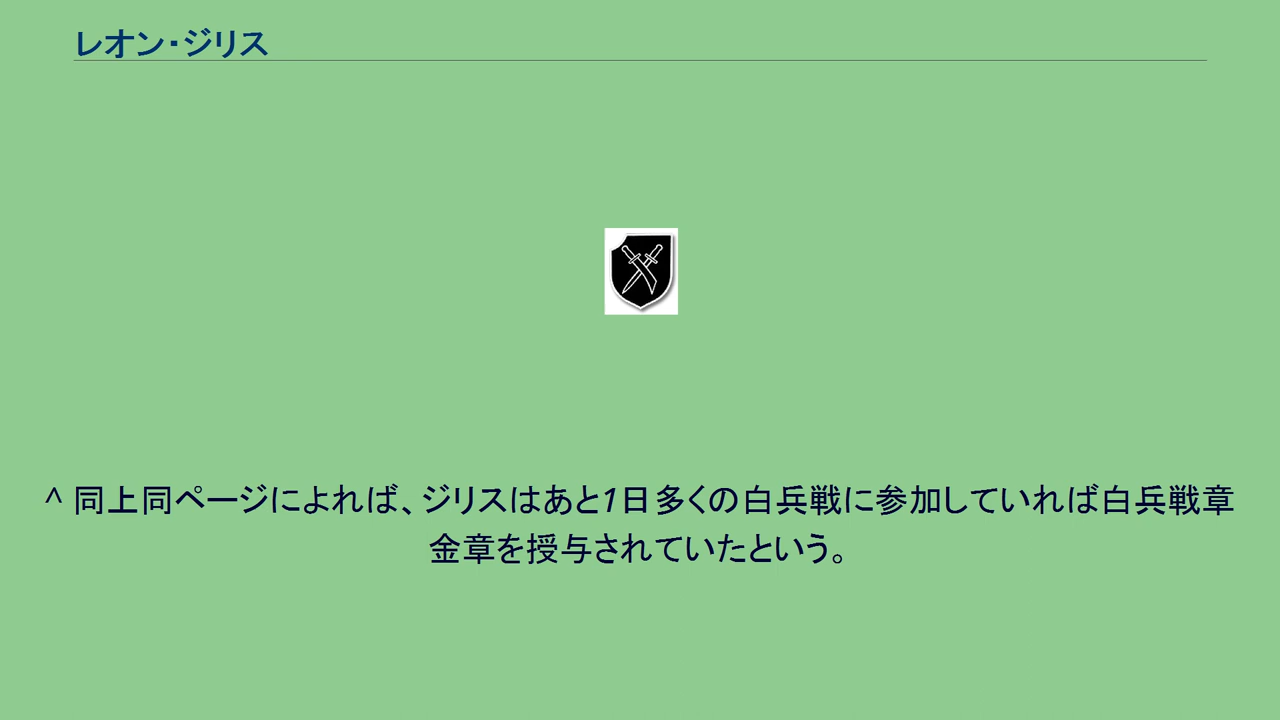 レオン・ジリス
^ 同上同ページによれば、ジリスはあと1日多くの白兵戦に参加していれば白兵戦章
金章を授与されていたという。